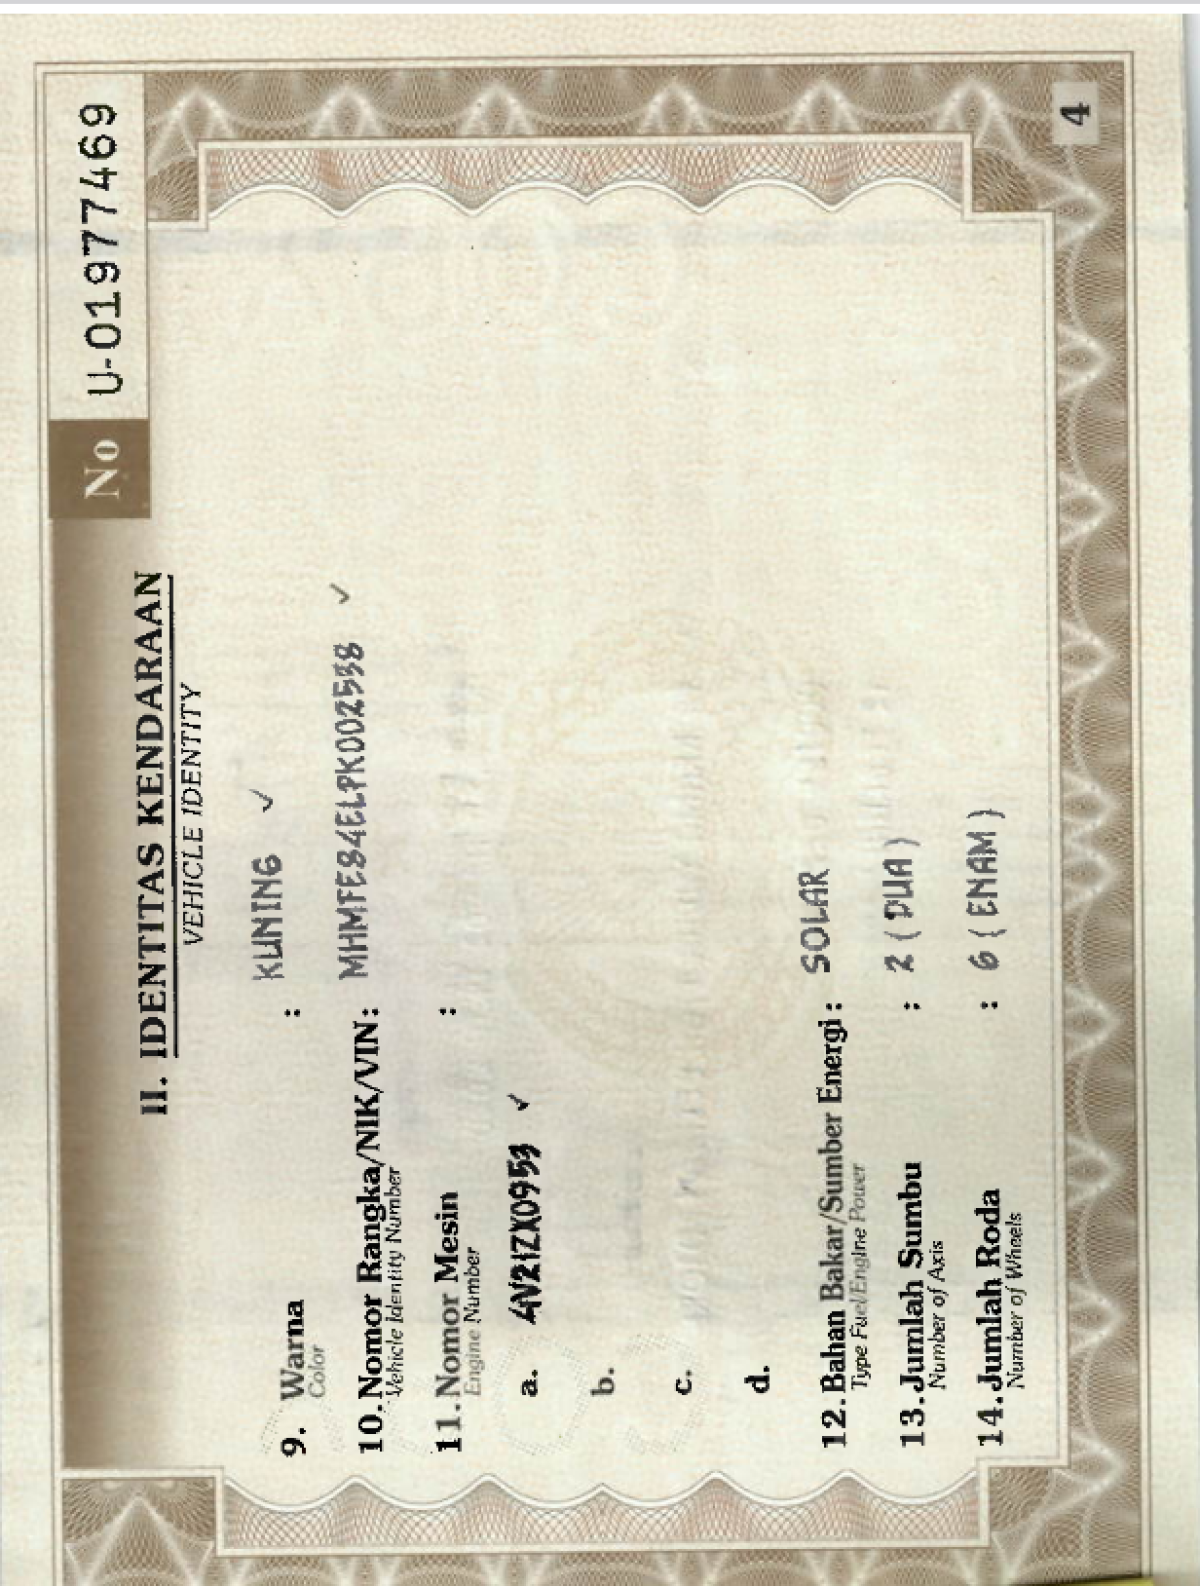 No U-01977469
II. IDENTITAS KENDARAAN
VEHICLE IDENTITY
9. Warna : KUNING ✓
Color
10. Nomor Rangka/NIK/VIN : MHMFE84ELPK002538 ✓
Vehicle Identity Number
11. Nomor Mesin :
Engine Number
a. 4V21ZX0953 ✓
b.
c.
d.
12. Bahan Bakar/Sumber Energi : SOLAR
Type Fuel/Engine Power
13. Jumlah Sumbu : 2 ( DUA )
Number of Axis
14. Jumlah Roda : 6 ( ENAM )
Number of Wheels
4